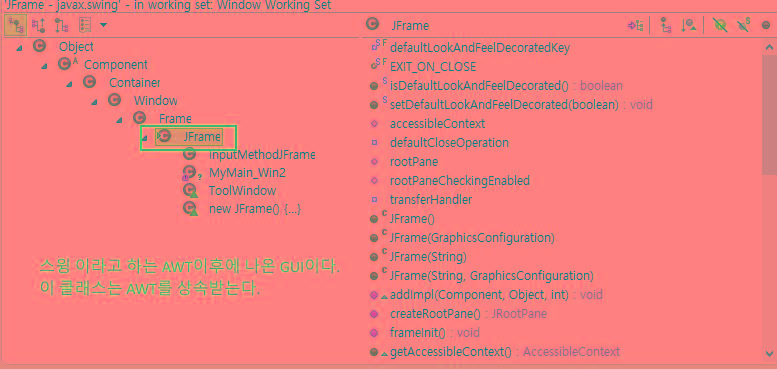 'JFrame - javax.swing' - in working set: Window Working Set
JFrame
Object
Component
Container
Window
Frame
JFrame
InputMethodJFrame
MyMain_Win2
ToolWindow
new JFrame() {...}
스윙 이라고 하는 AWT이후에 나온 GUI이다.
이 클래스는 AWT를 상속받는다.
defaultLookAndFeelDecoratedKey
EXIT_ON_CLOSE
isDefaultLookAndFeelDecorated() : boolean
setDefaultLookAndFeelDecorated(boolean) : void
accessibleContext
defaultCloseOperation
rootPane
rootPaneCheckingEnabled
transferHandler
JFrame()
JFrame(GraphicsConfiguration)
JFrame(String)
JFrame(String, GraphicsConfiguration)
addImpl(Component, Object, int) : void
createRootPane() : JRootPane
frameInit() : void
getAccessibleContext() : AccessibleContext